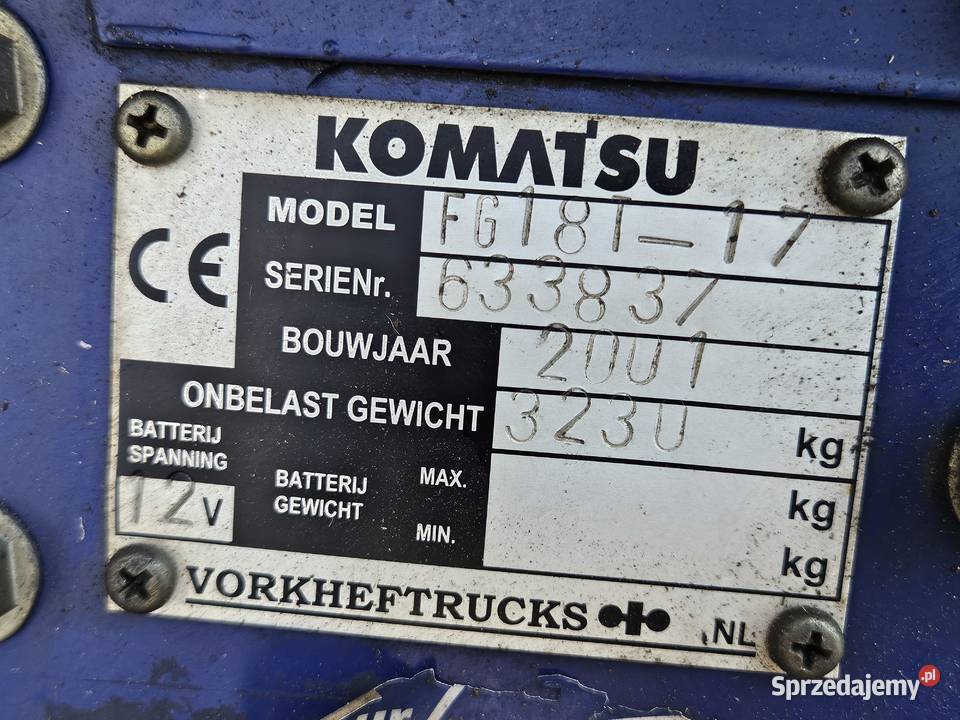 KOMATSU
MODEL FG18T-17
CE
SERIENr. 633837
BOUWJAAR 2001
ONBELAST GEWICHT 3230 kg
BATTERIJ
SPANNING
12 V
BATTERIJ
GEWICHT
MAX. kg
MIN. kg
VORKHEFTRUCKS NL
Sprzedajemy.pl